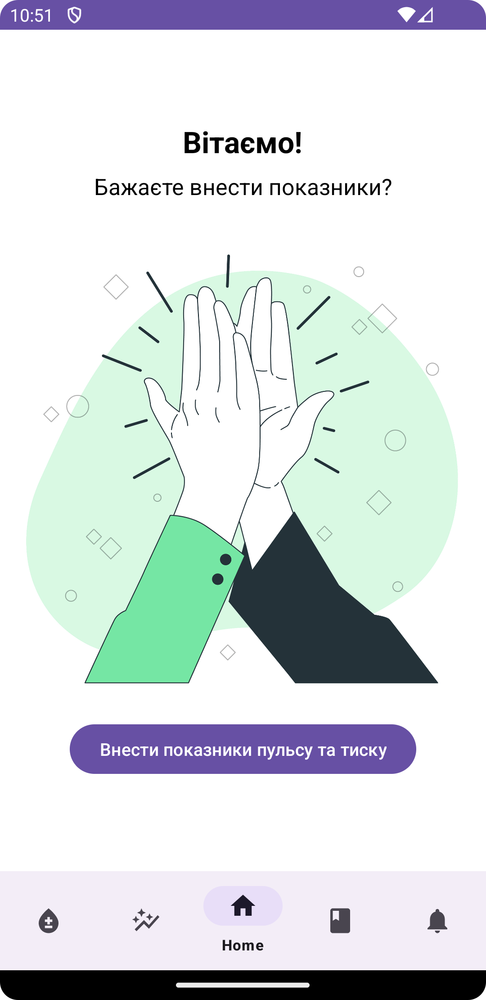 10:51
Вітаємо!
Бажаєте внести показники?
Внести показники пульсу та тиску
Home